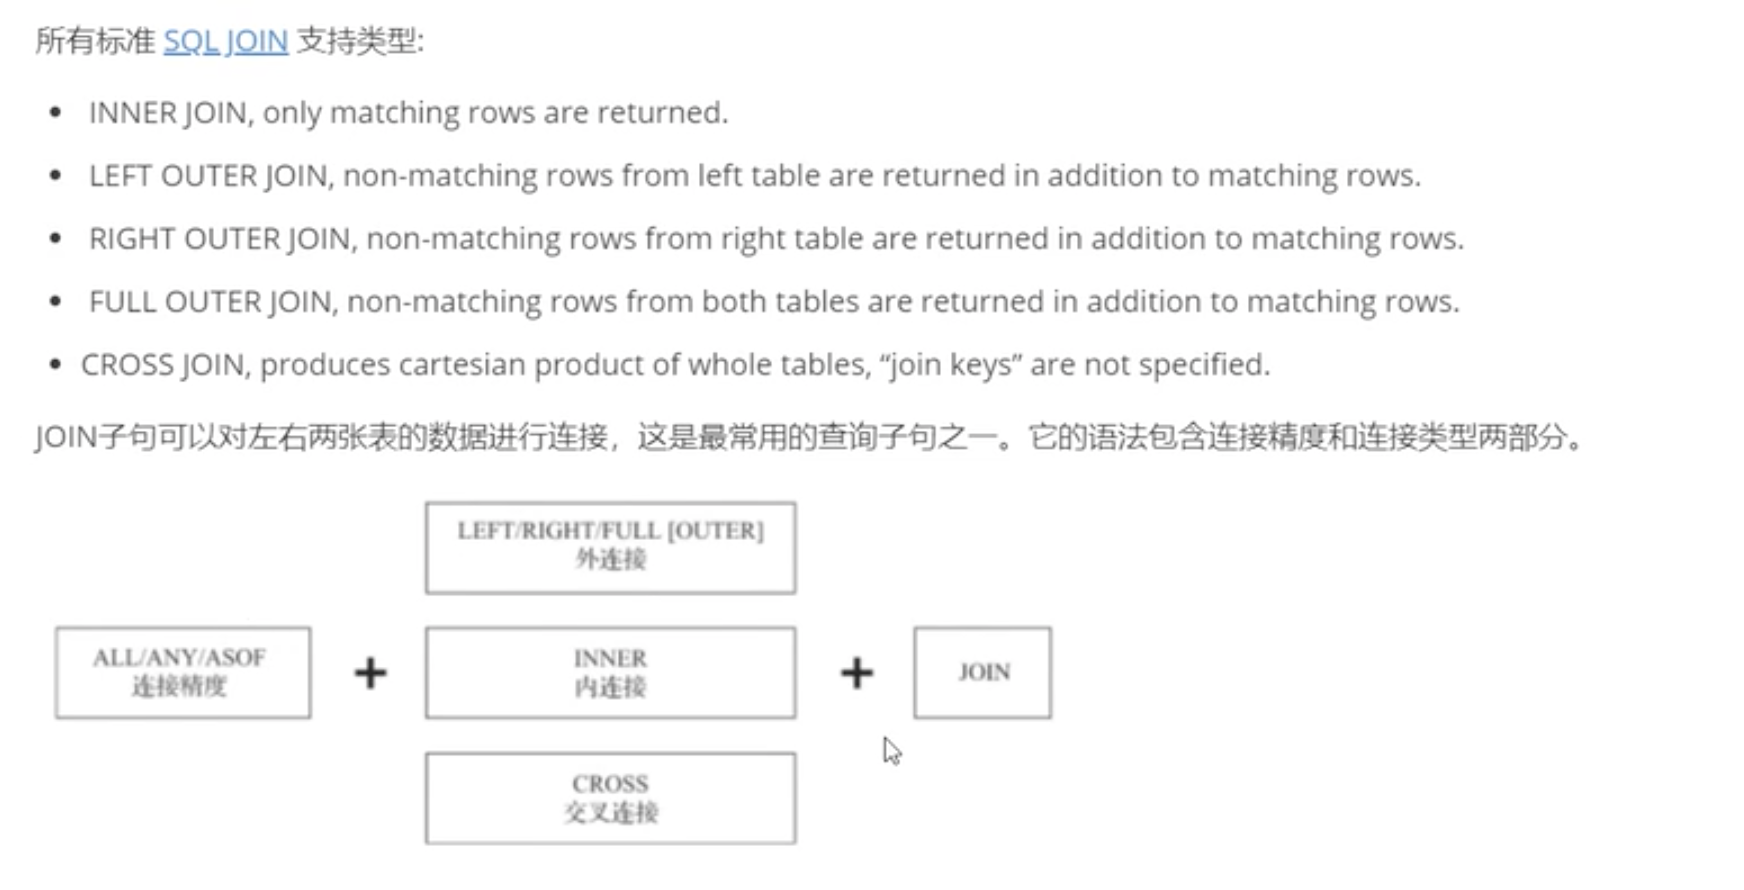 所有标准 SQL JOIN 支持类型:
INNER JOIN, only matching rows are returned.
LEFT OUTER JOIN, non-matching rows from left table are returned in addition to matching rows.
RIGHT OUTER JOIN, non-matching rows from right table are returned in addition to matching rows.
FULL OUTER JOIN, non-matching rows from both tables are returned in addition to matching rows.
CROSS JOIN, produces cartesian product of whole tables, “join keys” are not specified.
JOIN子句可以对左右两张表的数据进行连接，这是最常用的查询子句之一。它的语法包含连接精度和连接类型两部分。
LEFT/RIGHT/FULL [OUTER]
外连接
ALL/ANY/ASOF
连接精度
+
INNER
内连接
+
JOIN
CROSS
交叉连接